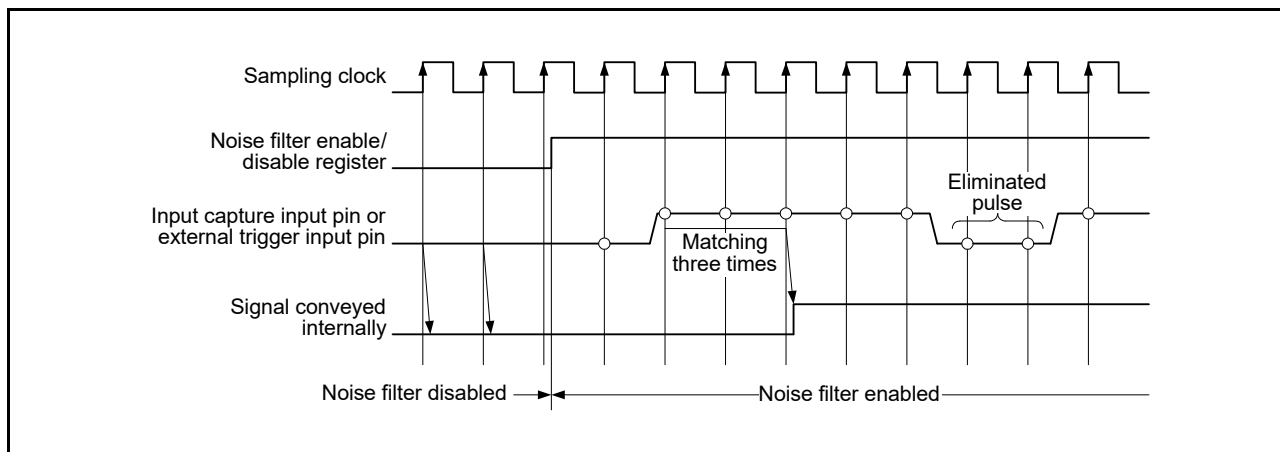 Sampling clock
Noise filter enable/
disable register
Eliminated
pulse
Input capture input pin or
external trigger input pin
Matching
three times
Signal conveyed
internally
Noise filter disabled
Noise filter enabled